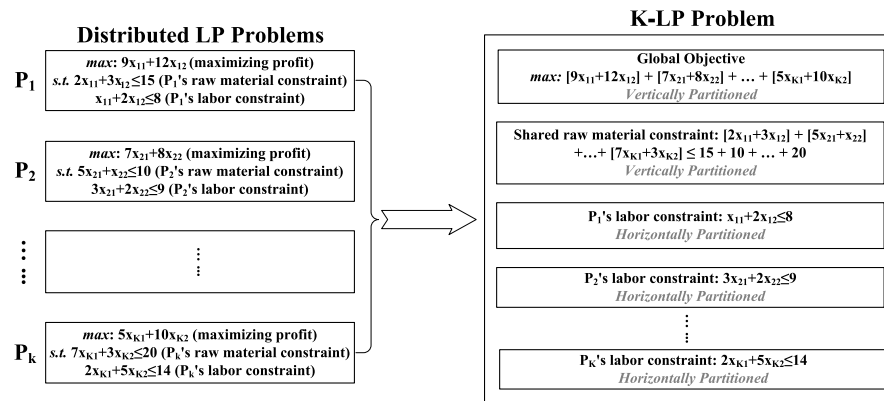 Distributed LP Problems
P1
max: 9x11+12x12 (maximizing profit)
s.t. 2x11+3x12≤15 (P1's raw material constraint)
x11+2x12≤8 (P1's labor constraint)
P2
max: 7x21+8x22 (maximizing profit)
s.t. 5x21+x22≤10 (P2's raw material constraint)
3x21+2x22≤9 (P2's labor constraint)
Pk
max: 5xK1+10xK2 (maximizing profit)
s.t. 7xK1+3xK2≤20 (Pk's raw material constraint)
2xK1+5xK2≤14 (Pk's labor constraint)
K-LP Problem
Global Objective
max: [9x11+12x12] + [7x21+8x22] + … + [5xK1+10xK2]
Vertically Partitioned
Shared raw material constraint: [2x11+3x12] + [5x21+x22]
+…+ [7xK1+3xK2] ≤ 15 + 10 + … + 20
Vertically Partitioned
P1's labor constraint: x11+2x12≤8
Horizontally Partitioned
P2's labor constraint: 3x21+2x22≤9
Horizontally Partitioned
PK's labor constraint: 2xK1+5xK2≤14
Horizontally Partitioned